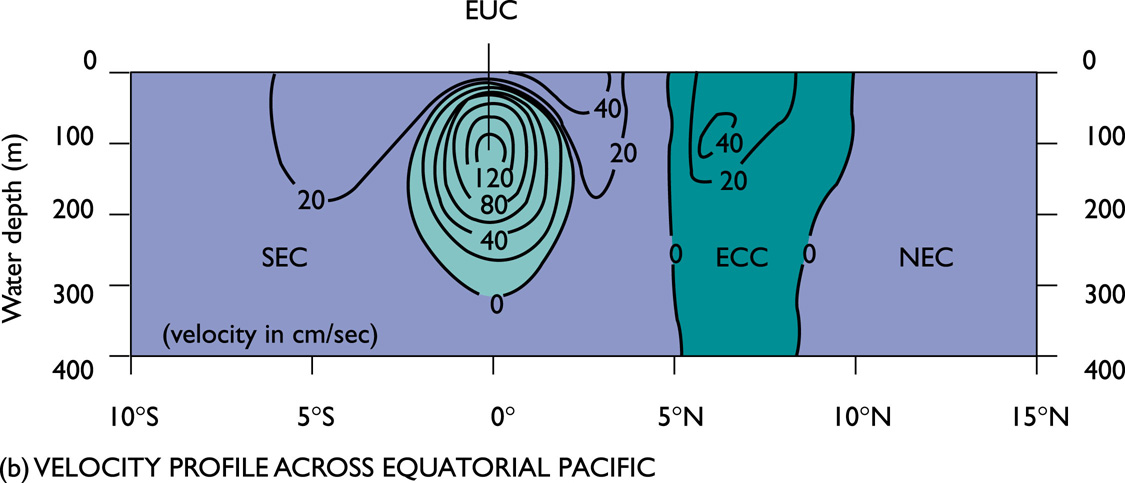 EUC
0 0
40
100 40 100
20
120
20 20
80
200 200
40
SEC 0 ECC 0 NEC
300 0 300
(velocity in cm/sec)
400 400
Water depth (m)
10°S 5°S 0° 5°N 10°N 15°N
(b) VELOCITY PROFILE ACROSS EQUATORIAL PACIFIC